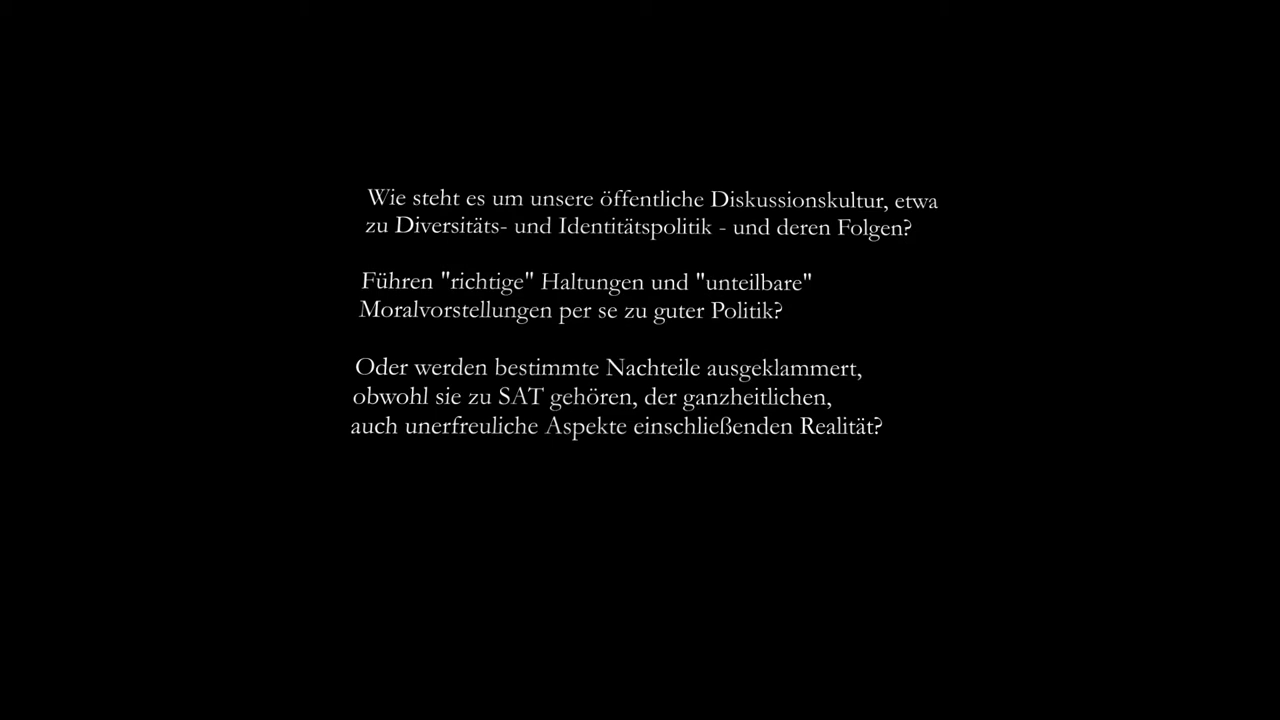 Wie steht es um unsere öffentliche Diskussionskultur, etwa
zu Diversitäts- und Identitätspolitik - und deren Folgen?
Führen "richtige" Haltungen und "unteilbare"
Moralvorstellungen per se zu guter Politik?
Oder werden bestimmte Nachteile ausgeklammert,
obwohl sie zu SAT gehören, der ganzheitlichen,
auch unerfreuliche Aspekte einschließenden Realität?